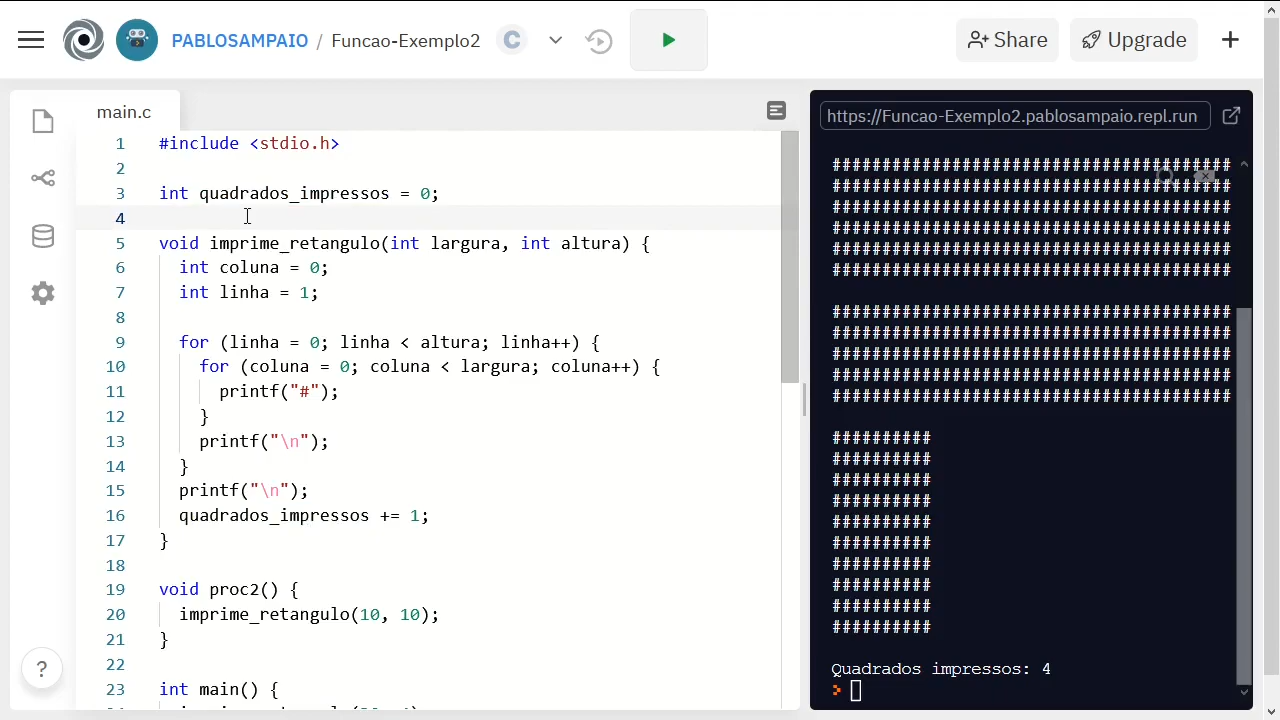 PABLOSAMPAIO / Funcao-Exemplo2 C
Share
Upgrade
main.c
1 #include <stdio.h>
2
3 int quadrados_impressos = 0;
4
5 void imprime_retangulo(int largura, int altura) {
6 int coluna = 0;
7 int linha = 1;
8
9 for (linha = 0; linha < altura; linha++) {
10 for (coluna = 0; coluna < largura; coluna++) {
11 printf("#");
12 }
13 printf("\n");
14 }
15 printf("\n");
16 quadrados_impressos += 1;
17 }
18
19 void proc2() {
20 imprime_retangulo(10, 10);
21 }
22
23 int main() {
?
https://Funcao-Exemplo2.pablosampaio.repl.run
########################################
########################################
########################################
########################################
########################################
########################################
########################################
########################################
########################################
########################################
########################################
##########
##########
##########
##########
##########
##########
##########
##########
##########
##########
Quadrados impressos: 4